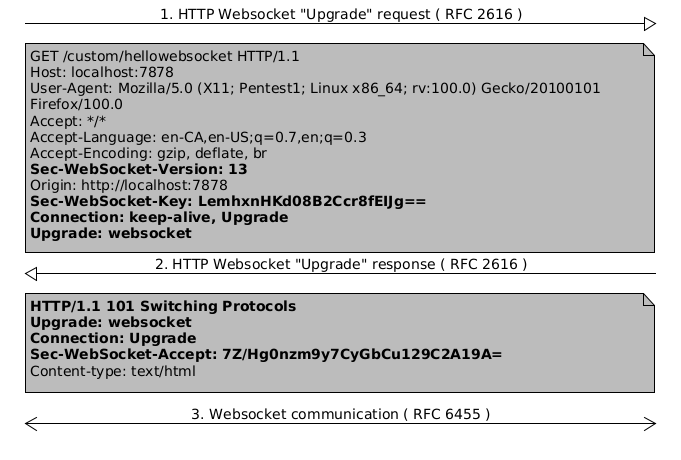 1. HTTP Websocket "Upgrade" request ( RFC 2616 )
GET /custom/hellowebsocket HTTP/1.1
Host: localhost:7878
User-Agent: Mozilla/5.0 (X11; Pentest1; Linux x86_64; rv:100.0) Gecko/20100101
Firefox/100.0
Accept: */*
Accept-Language: en-CA,en-US;q=0.7,en;q=0.3
Accept-Encoding: gzip, deflate, br
Sec-WebSocket-Version: 13
Origin: http://localhost:7878
Sec-WebSocket-Key: LemhxnHKd08B2Ccr8fEIJg==
Connection: keep-alive, Upgrade
Upgrade: websocket
2. HTTP Websocket "Upgrade" response ( RFC 2616 )
HTTP/1.1 101 Switching Protocols
Upgrade: websocket
Connection: Upgrade
Sec-WebSocket-Accept: 7Z/Hg0nzm9y7CyGbCu129C2A19A=
Content-type: text/html
3. Websocket communication ( RFC 6455 )